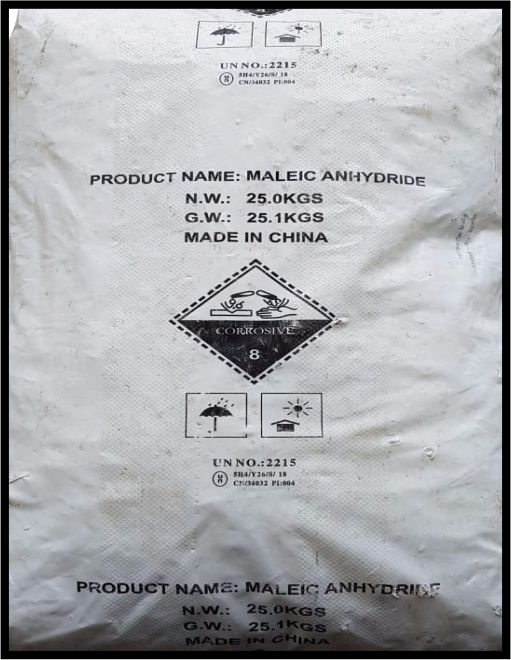 UN NO.:2215
5H4/Y26/S/ 18
CN/34032 PI:004
PRODUCT NAME: MALEIC ANHYDRIDE
N.W.: 25.0KGS
G.W.: 25.1KGS
MADE IN CHINA
CORROSIVE
8
UN NO.:2215
5H4/Y26/S/ 18
CN/34032 PI:004
PRODUCT NAME: MALEIC ANHYDRIDE
N.W.: 25.0KGS
G.W.: 25.1KGS
MADE IN CHINA